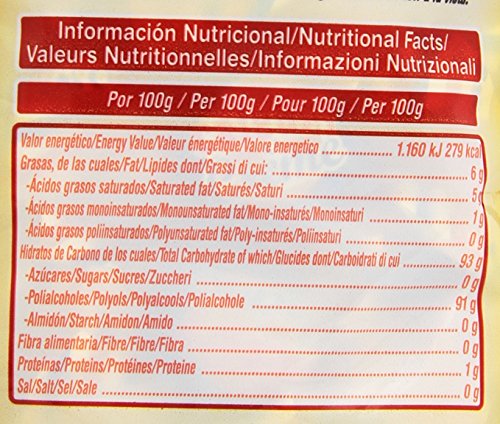 a la vista.
Información Nutricional/Nutritional Facts/
Valeurs Nutritionnelles/Informazioni Nutrizionali
Por 100g / Per 100g / Pour 100g / Per 100g
Valor energético/Energy Value/Valeur énergétique/Valore energetico 1.160 kJ 279 kcal
Grasas, de las cuales/Fat/Lipides dont/Grassi di cui: 6 g
-Ácidos grasos saturados/Saturated fat/Saturés/Saturi 5g
-Ácidos grasos monoinsaturados/Monounsaturated fat/Mono-insaturés/Monoinsaturi 1g
-Ácidos grasos poliinsaturados/Polyunsaturated fat/Poly-insaturés/Poliinsaturi 0 g
Hidratos de Carbono de los cuales/Total Carbohydrate of which/Glucides dont/Carboidrati di cui 93 g
-Azúcares/Sugars/Sucres/Zuccheri 0 g
-Polialcoholes/Polyols/Polyalcools/Polialcohole 91 g
-Almidón/Starch/Amidon/Amido 0 g
Fibra alimentaria/Fibre/Fibre/Fibra 0 g
Proteínas/Proteins/Protéines/Proteine 1 g
Sal/Salt/Sel/Sale 0 g